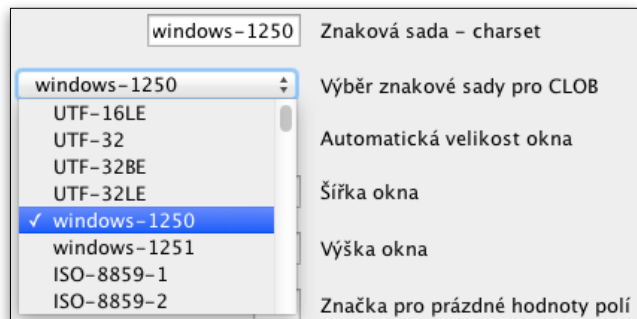 windows-1250 Znaková sada - charset
windows-1250 Výběr znakové sady pro CLOB
UTF-16LE
UTF-32
Automatická velikost okna
UTF-32BE
UTF-32LE
Šířka okna
✓ windows-1250
windows-1251
Výška okna
ISO-8859-1
ISO-8859-2
Značka pro prázdné hodnoty polí